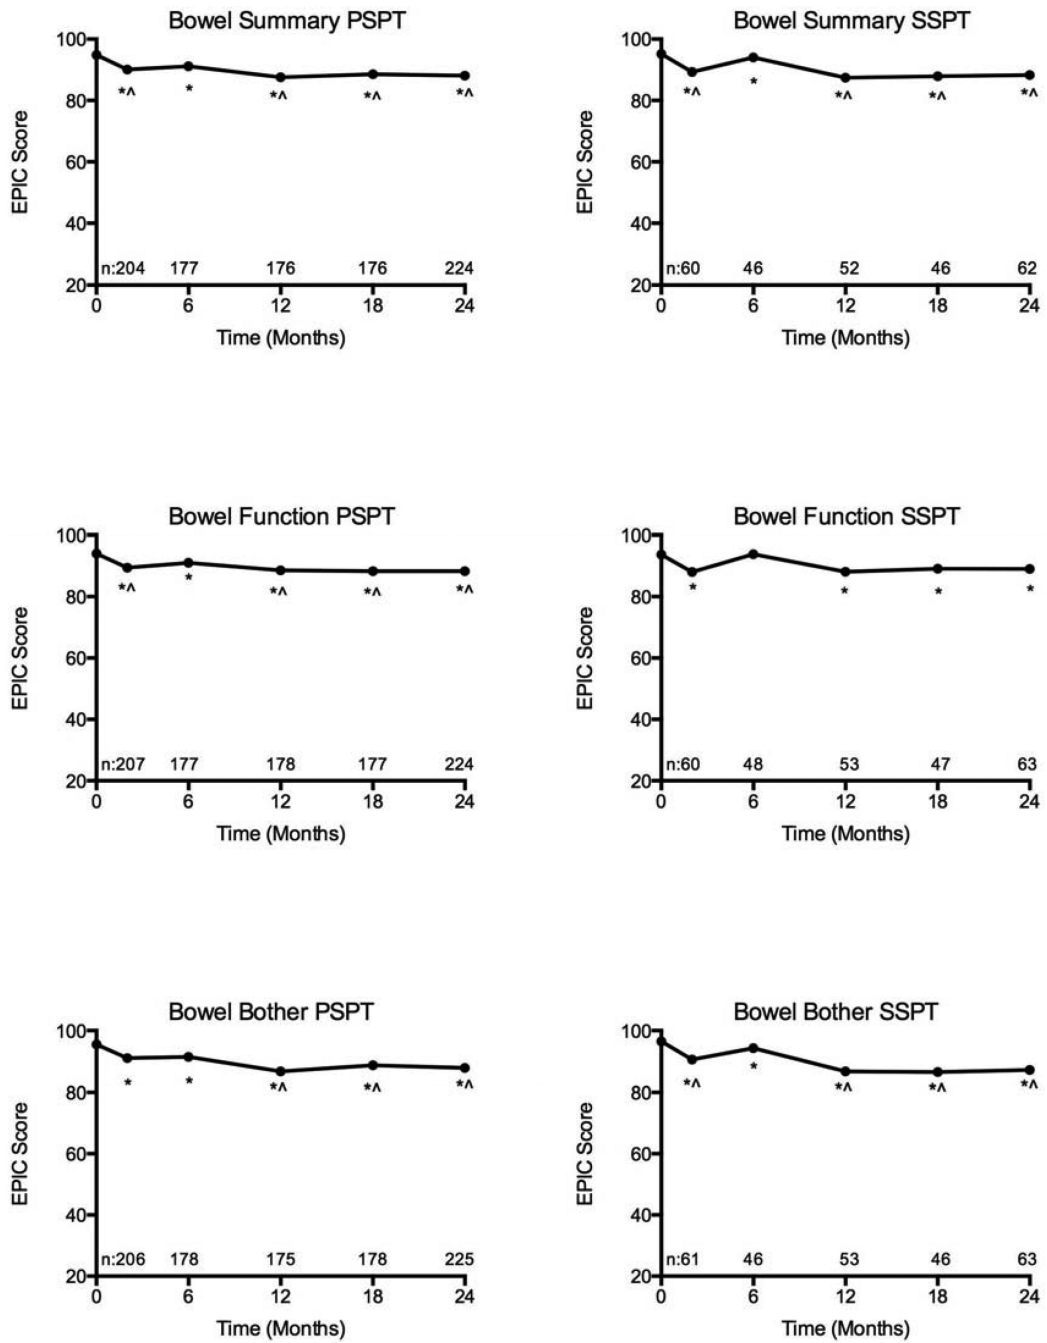 Bowel Summary PSPT
100
80
60
40
20
EPIC Score
*^ * *^ *^ *^
n:204 177 176 176 224
0 6 12 18 24
Time (Months)
Bowel Summary SSPT
100
80
60
40
20
EPIC Score
*^ * *^ *^ *^
n:60 46 52 46 62
0 6 12 18 24
Time (Months)
Bowel Function PSPT
100
80
60
40
20
EPIC Score
*^ * *^ *^ *^
n:207 177 178 177 224
0 6 12 18 24
Time (Months)
Bowel Function SSPT
100
80
60
40
20
EPIC Score
* * * *
n:60 48 53 47 63
0 6 12 18 24
Time (Months)
Bowel Bother PSPT
100
80
60
40
20
EPIC Score
* * *^ *^ *^
n:206 178 175 178 225
0 6 12 18 24
Time (Months)
Bowel Bother SSPT
100
80
60
40
20
EPIC Score
*^ * *^ *^ *^
n:61 46 53 46 63
0 6 12 18 24
Time (Months)